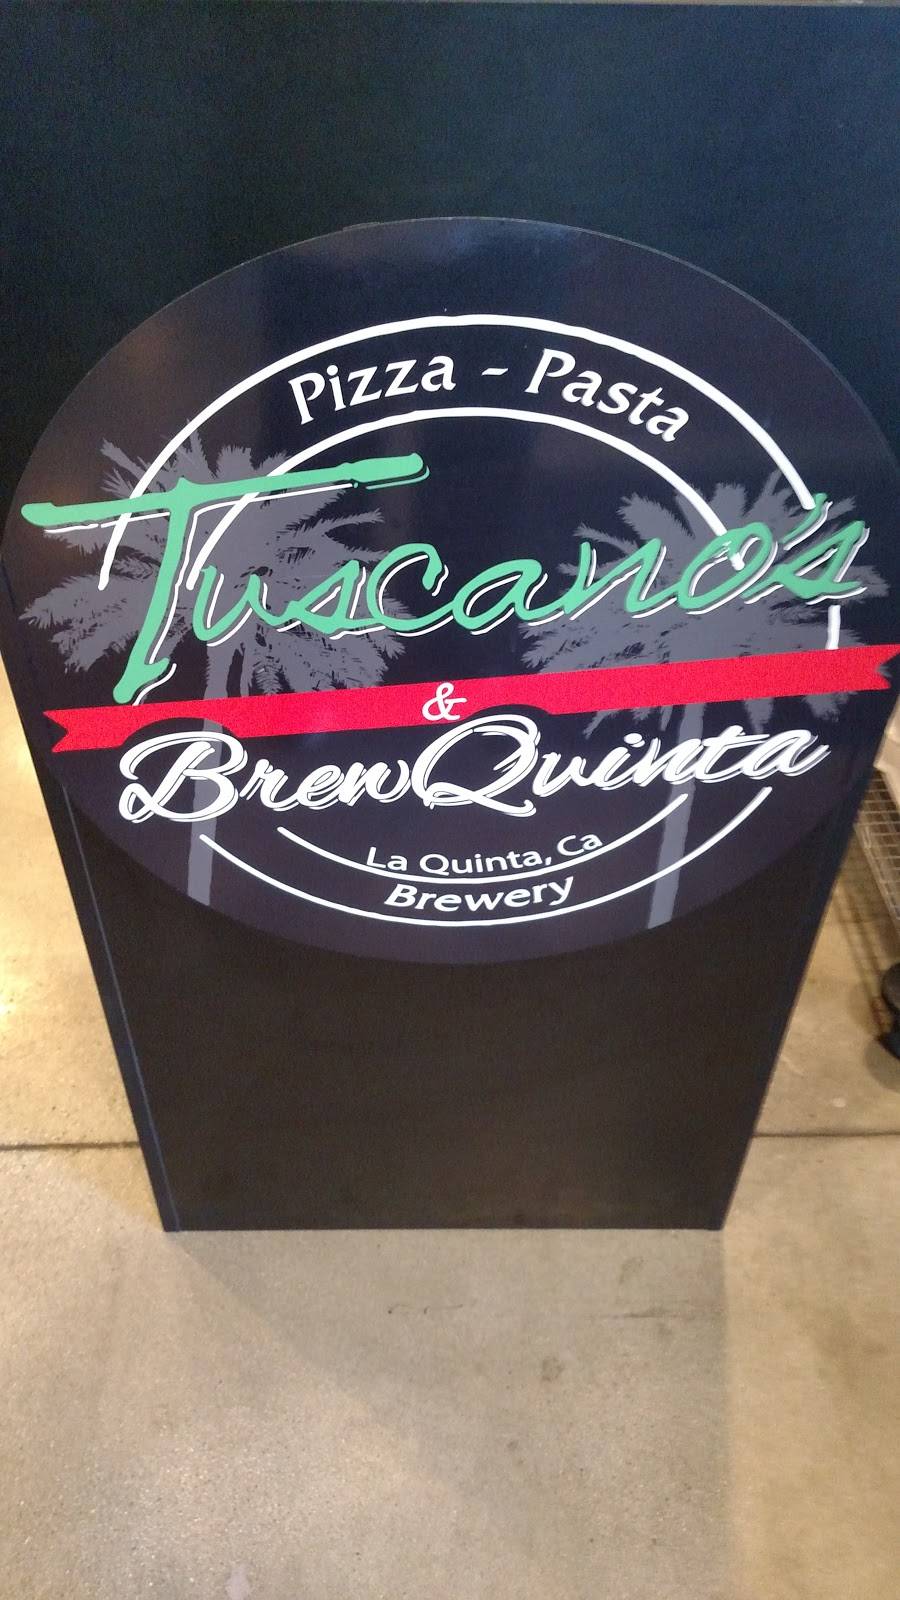 Pizza - Pasta
Tuscano's
&
BrewQuinta
La Quinta, Ca
Brewery